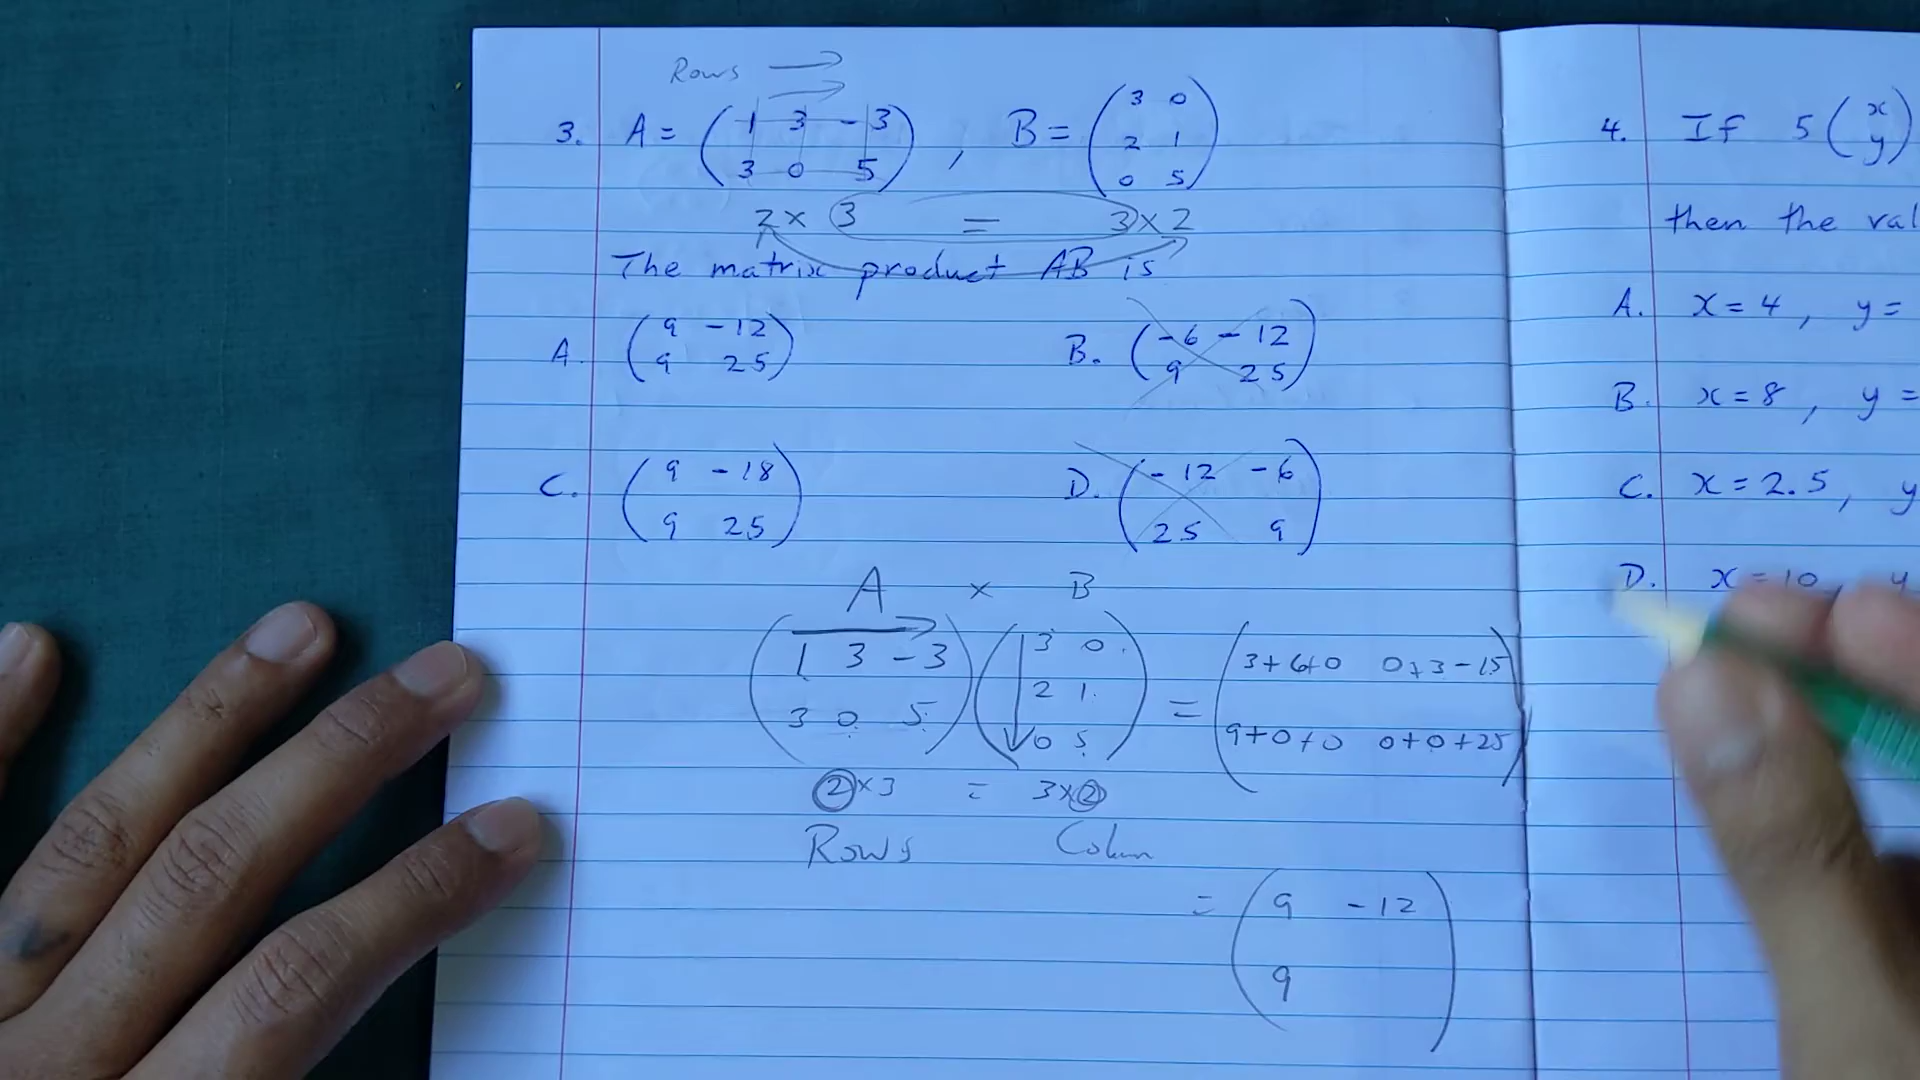 Rows
3. A = ( 1 3 -3 ) , B = ( 3 0
3 0 5 2 1
0 5 )
2 × 3 = 3 × 2
The matrix product AB is
A. ( 9 -12
9 25 )
B. ( -6 -12
9 25 )
C. ( 9 -18
9 25 )
D. ( -12 -6
25 9 )
A × B
( 1 3 -3 ) ( 3 0 ) = ( 3+6+0 0+3-15 )
3 0 5 2 1
0 5 9+0+0 0+0+25
2×3 = 3×2
Rows Column
= ( 9 -12
9 )
4. If 5 ( x
y )
then the val
A. x = 4 , y =
B. x = 8 , y =
C. x = 2.5 , y
D. x = 10 , y